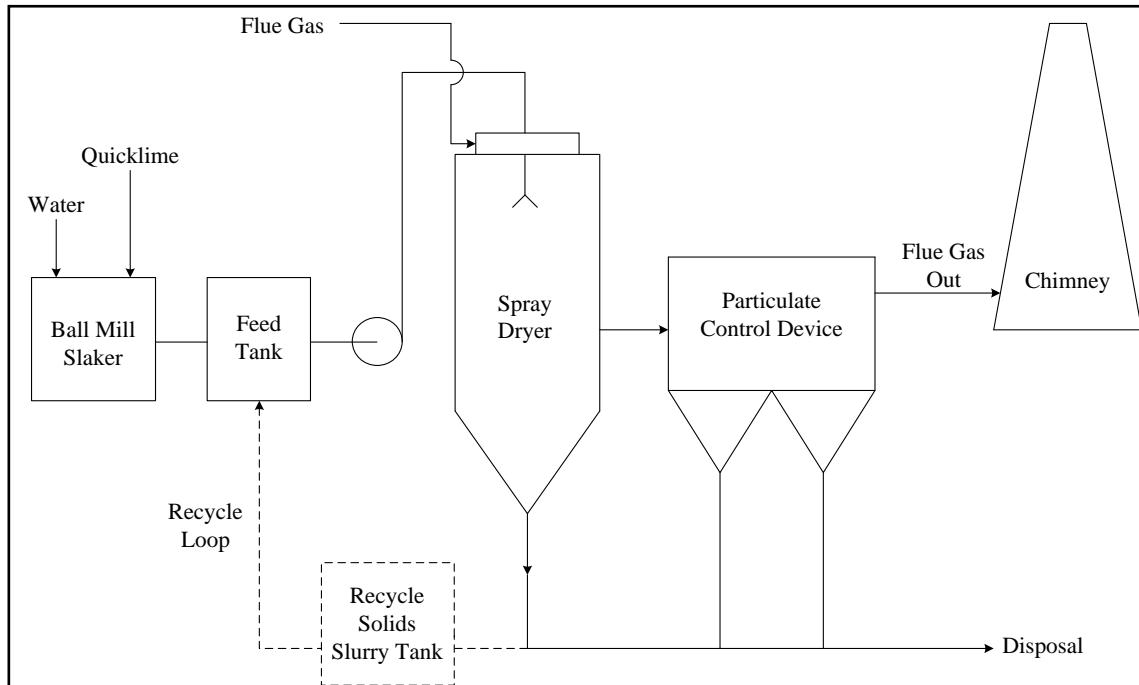 Flue Gas
Quicklime
Water
Ball Mill
Slaker
Feed
Tank
Spray
Dryer
Particulate
Control Device
Flue Gas
Out
Chimney
Recycle
Loop
Recycle
Solids
Slurry Tank
Disposal